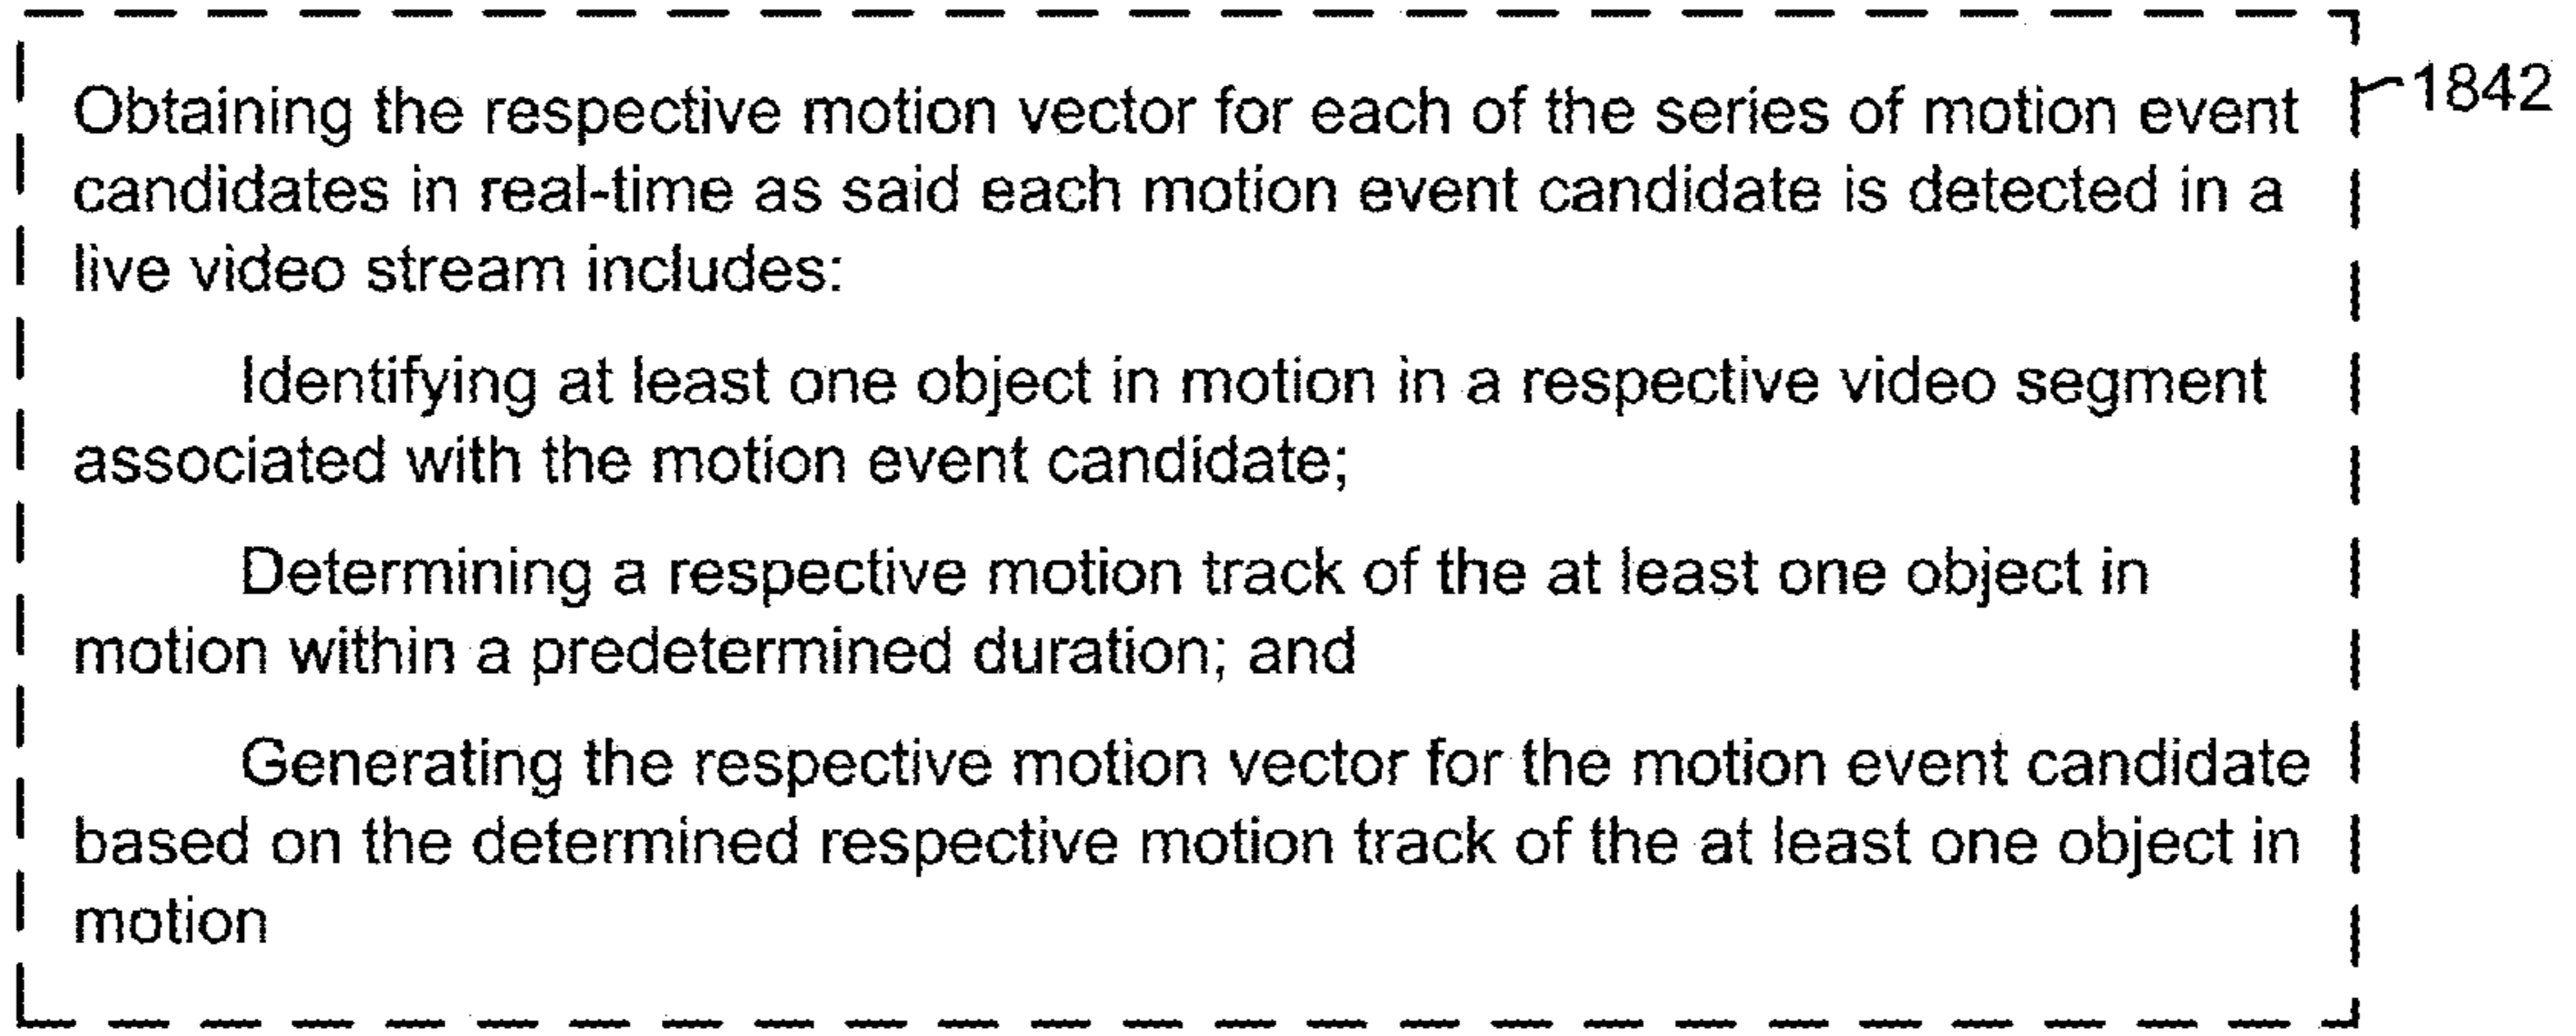 Obtaining the respective motion vector for each of the series of motion event
1842
candidates in real-time as said each motion event candidate is detected in a
live video stream includes:
Identifying at least one object in motion in a respective video segment
associated with the motion event candidate;
Determining a respective motion track of the at least one object in
motion within a predetermined duration; and
Generating the respective motion vector for the motion event candidate
based on the determined respective motion track of the at least one object in
motion